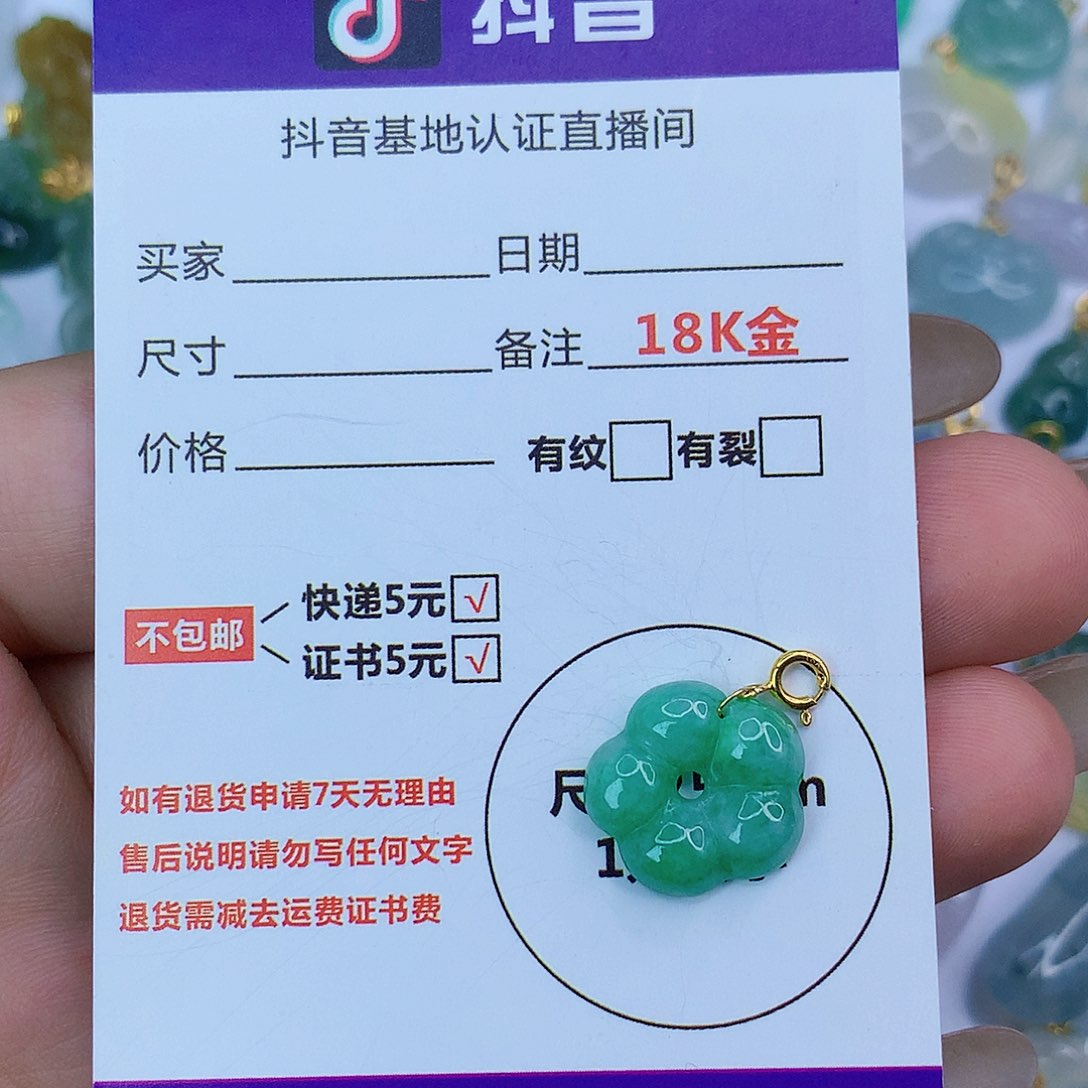 抖音
抖音基地认证直播间
买家 日期
尺寸 备注 18K金
价格 有纹 有裂
不包邮 快递5元 √
证书5元 √
如有退货申请7天无理由
售后说明请勿写任何文字
退货需减去运费证书费